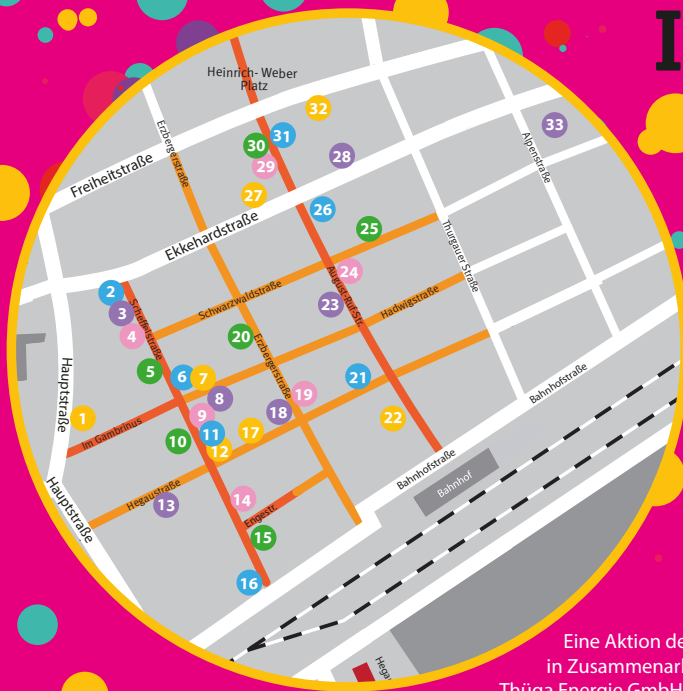 I
Heinrich- Weber
Platz
32
33
31
30
28
29
Erzbergerstraße
Alpenstraße
Freiheitstraße
27
26
Ekkehardstraße
25
Thurgauer Straße
24
August-Ruf-Str.
2
3
Schwarzwaldstraße
23
Hadwigstraße
4
Scheffelstraße
20
Erzbergerstraße
5
6
7
21
Hauptstraße
8
19
Bahnhofstraße
1
9
18
22
Im Gambrinus
10
11
17
12
Bahnhofstraße
Bahnhof
Hegaustraße
13
14
Hauptstraße
Engestr.
15
16
Eine Aktion de
in Zusammenar
Hega
Thüga Energie GmbH